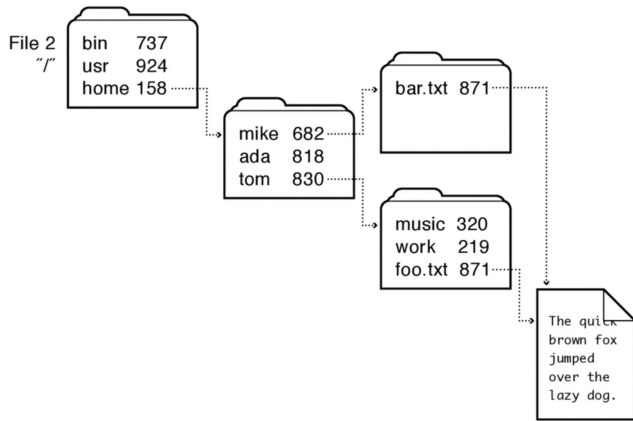 File 2
"/"
bin 737
usr 924
home 158
mike 682
ada 818
tom 830
bar.txt 871
music 320
work 219
foo.txt 871
The quick
brown fox
jumped
over the
lazy dog.